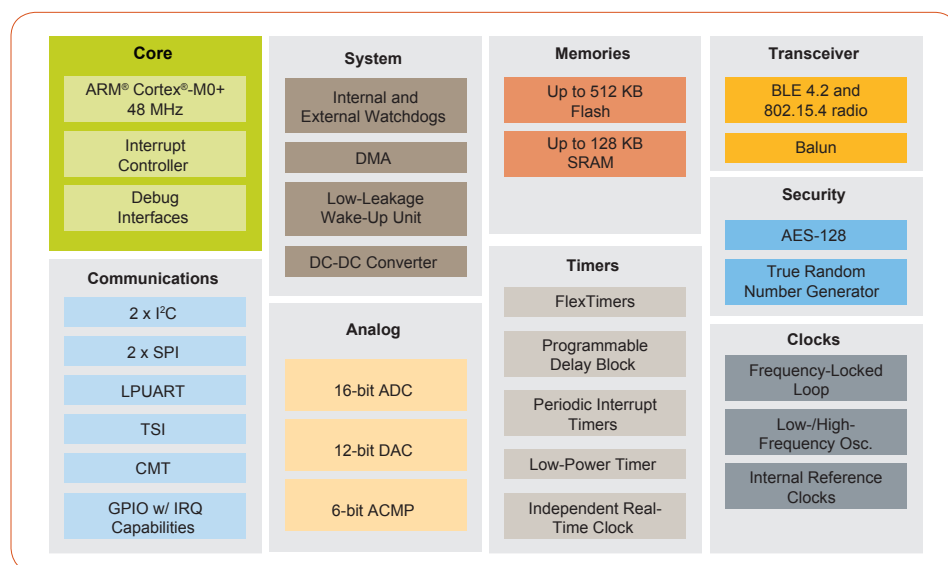 Core
ARM® Cortex®-M0+
48 MHz
Interrupt
Controller
Debug
Interfaces
Communications
2 x I²C
2 x SPI
LPUART
TSI
CMT
GPIO w/ IRQ
Capabilities
System
Internal and
External Watchdogs
DMA
Low-Leakage
Wake-Up Unit
DC-DC Converter
Analog
16-bit ADC
12-bit DAC
6-bit ACMP
Memories
Up to 512 KB
Flash
Up to 128 KB
SRAM
Timers
FlexTimers
Programmable
Delay Block
Periodic Interrupt
Timers
Low-Power Timer
Independent Real-
Time Clock
Transceiver
BLE 4.2 and
802.15.4 radio
Balun
Security
AES-128
True Random
Number Generator
Clocks
Frequency-Locked
Loop
Low-/High-
Frequency Osc.
Internal Reference
Clocks